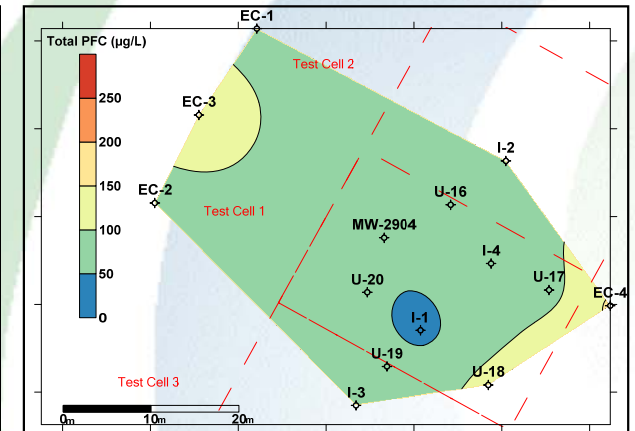 EC-1
Total PFC (µg/L)
Test Cell 2
250
EC-3
200
I-2
150
EC-2
U-16
Test Cell 1
100
MW-2904
I-4
50
U-20
U-17
EC-4
0
I-1
U-19
U-18
Test Cell 3
I-3
0m 10m 20m